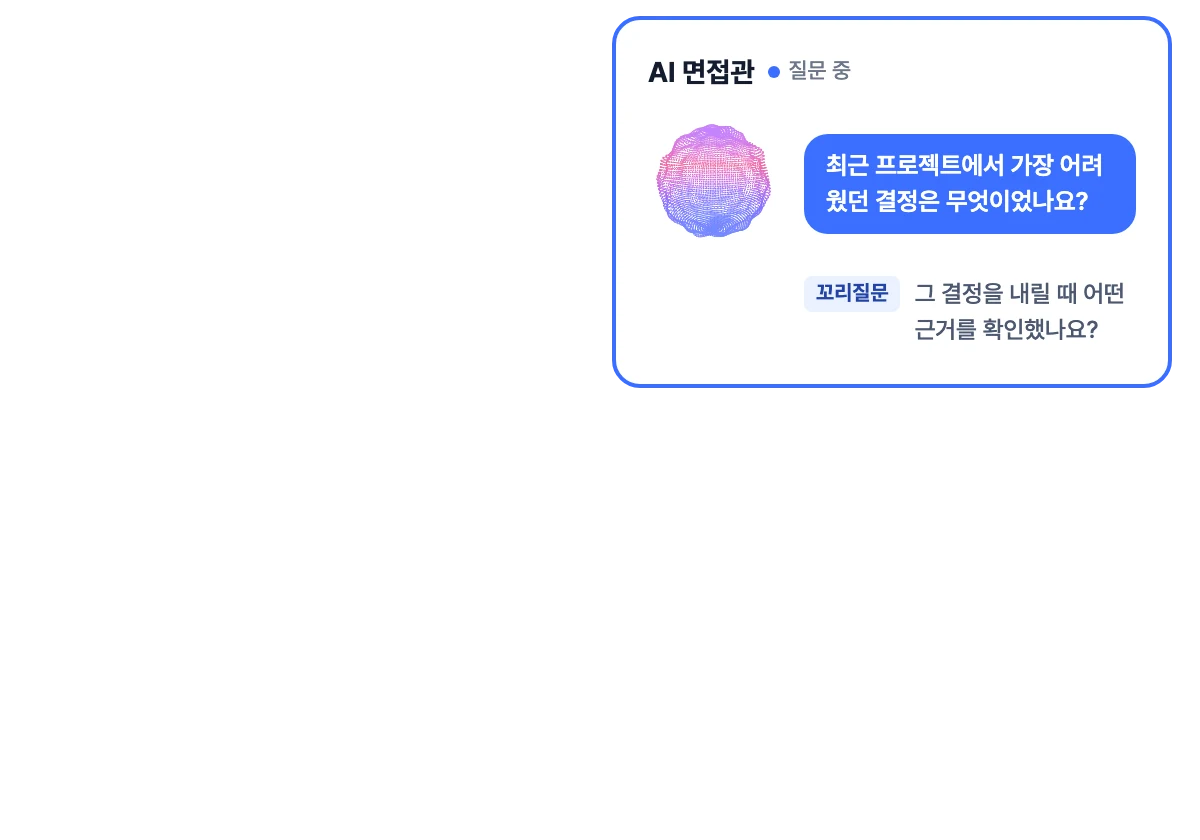 AI 면접관 질문 중
최근 프로젝트에서 가장 어려
웠던 결정은 무엇이었나요?
꼬리질문 그 결정을 내릴 때 어떤
근거를 확인했나요?